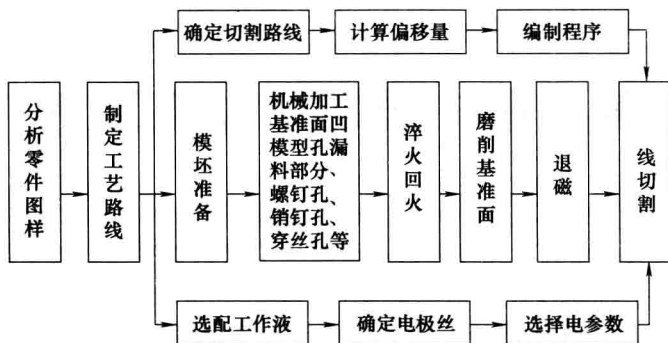 确定切割路线
计算偏移量
编制程序
分析零件图样
制定工艺路线
模坯准备
机械加工
基准面凹
模型孔漏
料部分、
螺钉孔、
销钉孔、
穿丝孔等
淬火回火
磨削基准面
退磁
线切割
选配工作液
确定电极丝
选择电参数